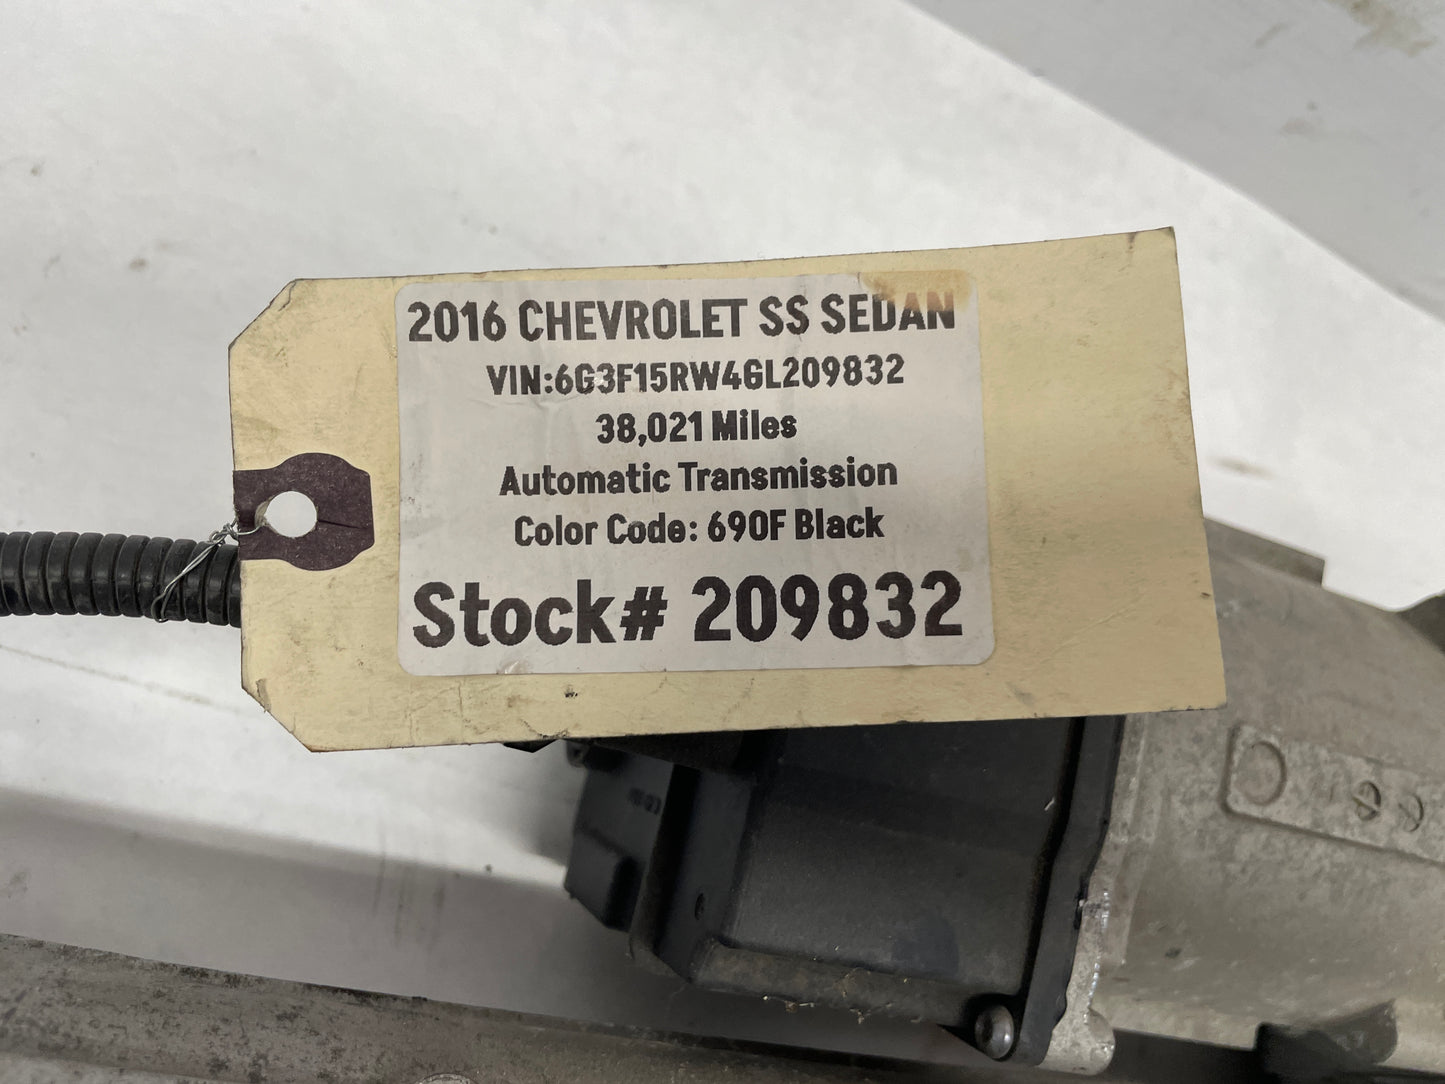 2016 CHEVROLET SS SEDAN
VIN:6G3F15RW4GL209832
38,021 Miles
Automatic Transmission
Color Code: 690F Black
Stock# 209832